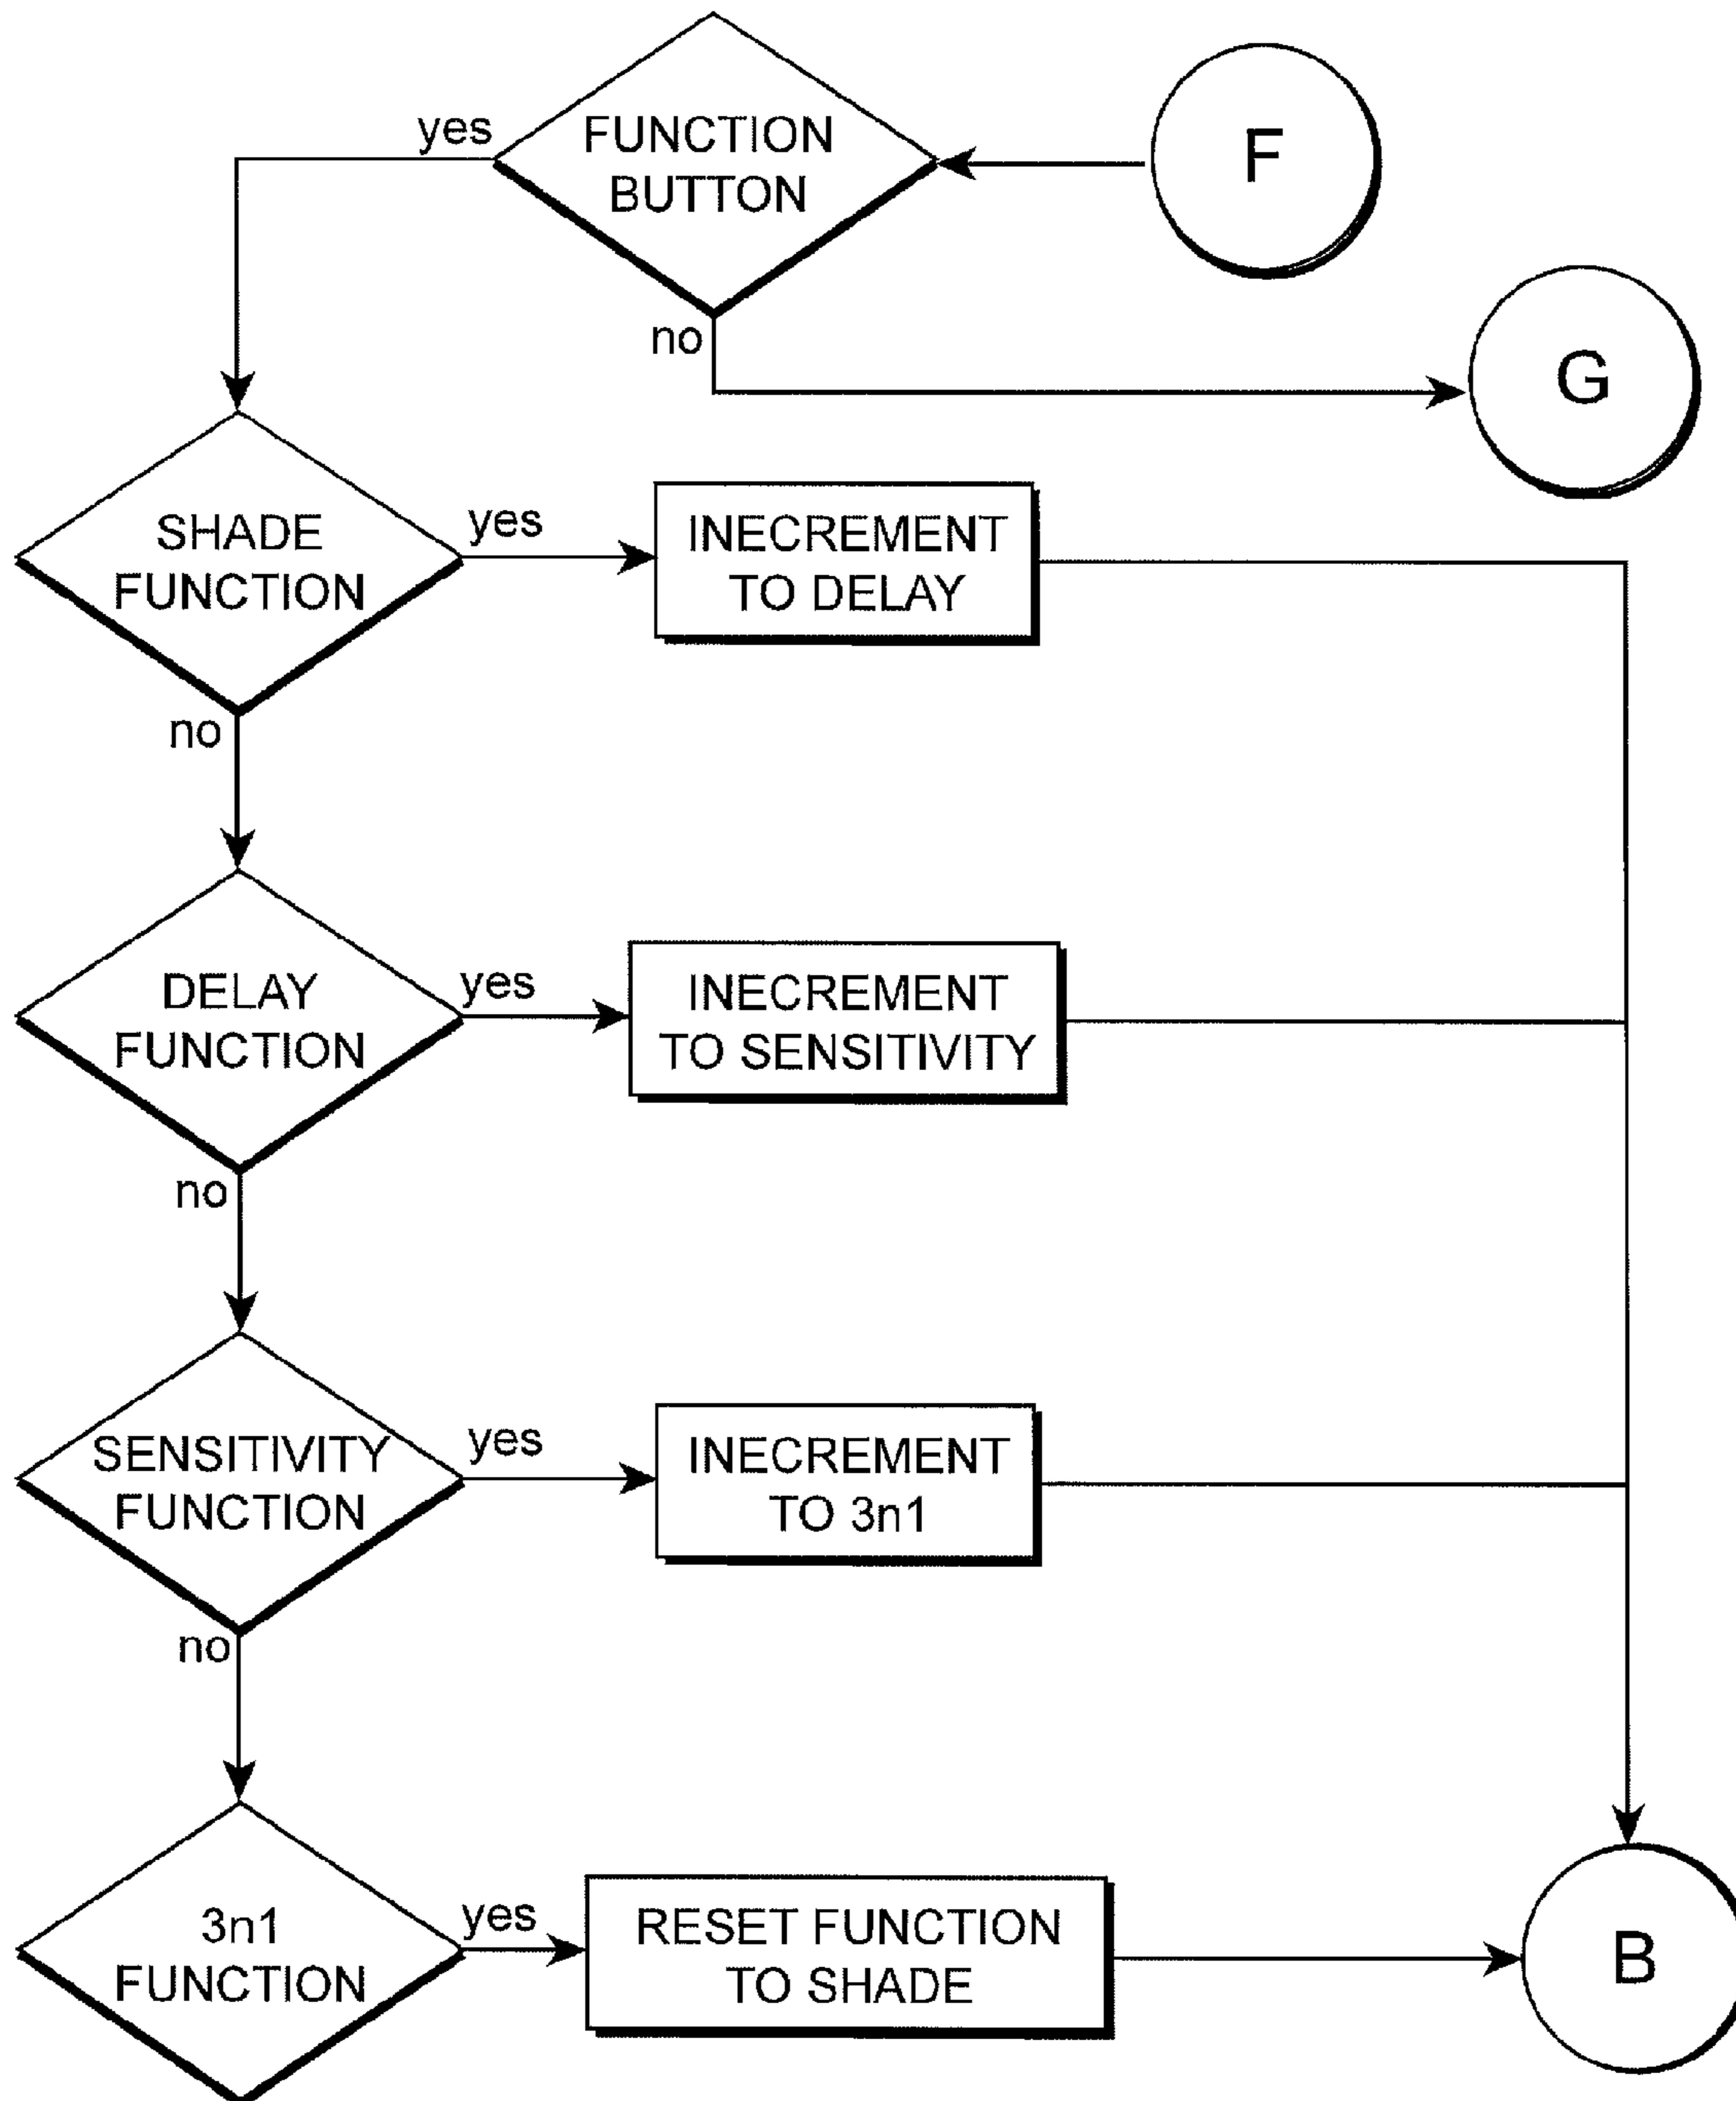 yes
FUNCTION
BUTTON
F
no
G
SHADE
FUNCTION
yes
INECREMENT
TO DELAY
no
DELAY
FUNCTION
yes
INECREMENT
TO SENSITIVITY
no
SENSITIVITY
FUNCTION
yes
INECREMENT
TO 3n1
no
3n1
FUNCTION
yes
RESET FUNCTION
TO SHADE
B